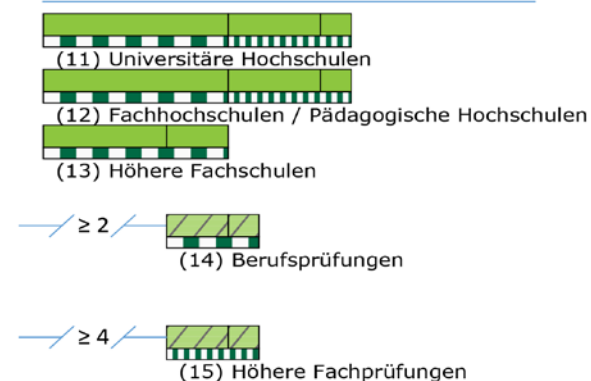 (11) Universitäre Hochschulen
(12) Fachhochschulen / Pädagogische Hochschulen
(13) Höhere Fachschulen
≥ 2
(14) Berufsprüfungen
≥ 4
(15) Höhere Fachprüfungen